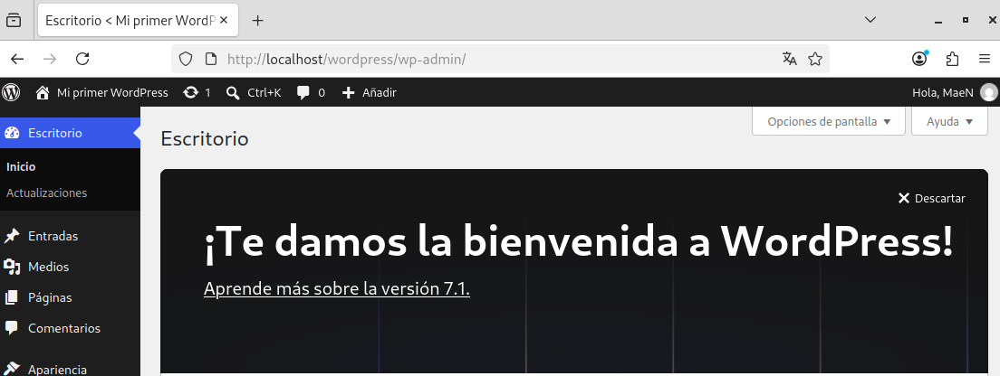 Escritorio < Mi primer WordP
http://localhost/wordpress/wp-admin/
Mi primer WordPress 1 Ctrl+K 0 Añadir Hola, MaeN
Opciones de pantalla Ayuda
Escritorio
Escritorio
Inicio
Actualizaciones
Entradas
Medios
Páginas
Comentarios
Apariencia
Descartar
¡Te damos la bienvenida a WordPress!
Aprende más sobre la versión 7.1.